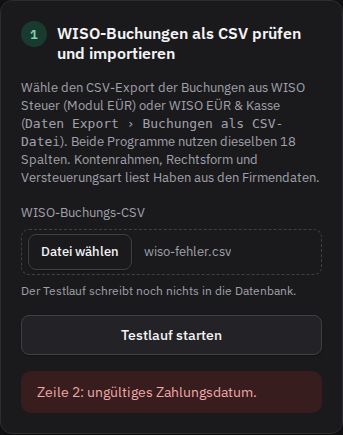 1
WISO-Buchungen als CSV prüfen
und importieren
Wähle den CSV-Export der Buchungen aus WISO
Steuer (Modul EÜR) oder WISO EÜR & Kasse
(Daten Export › Buchungen als CSV-
Datei). Beide Programme nutzen dieselben 18
Spalten. Kontenrahmen, Rechtsform und
Versteuerungsart liest Haben aus den Firmendaten.
WISO-Buchungs-CSV
Datei wählen wiso-fehler.csv
Der Testlauf schreibt noch nichts in die Datenbank.
Testlauf starten
Zeile 2: ungültiges Zahlungsdatum.